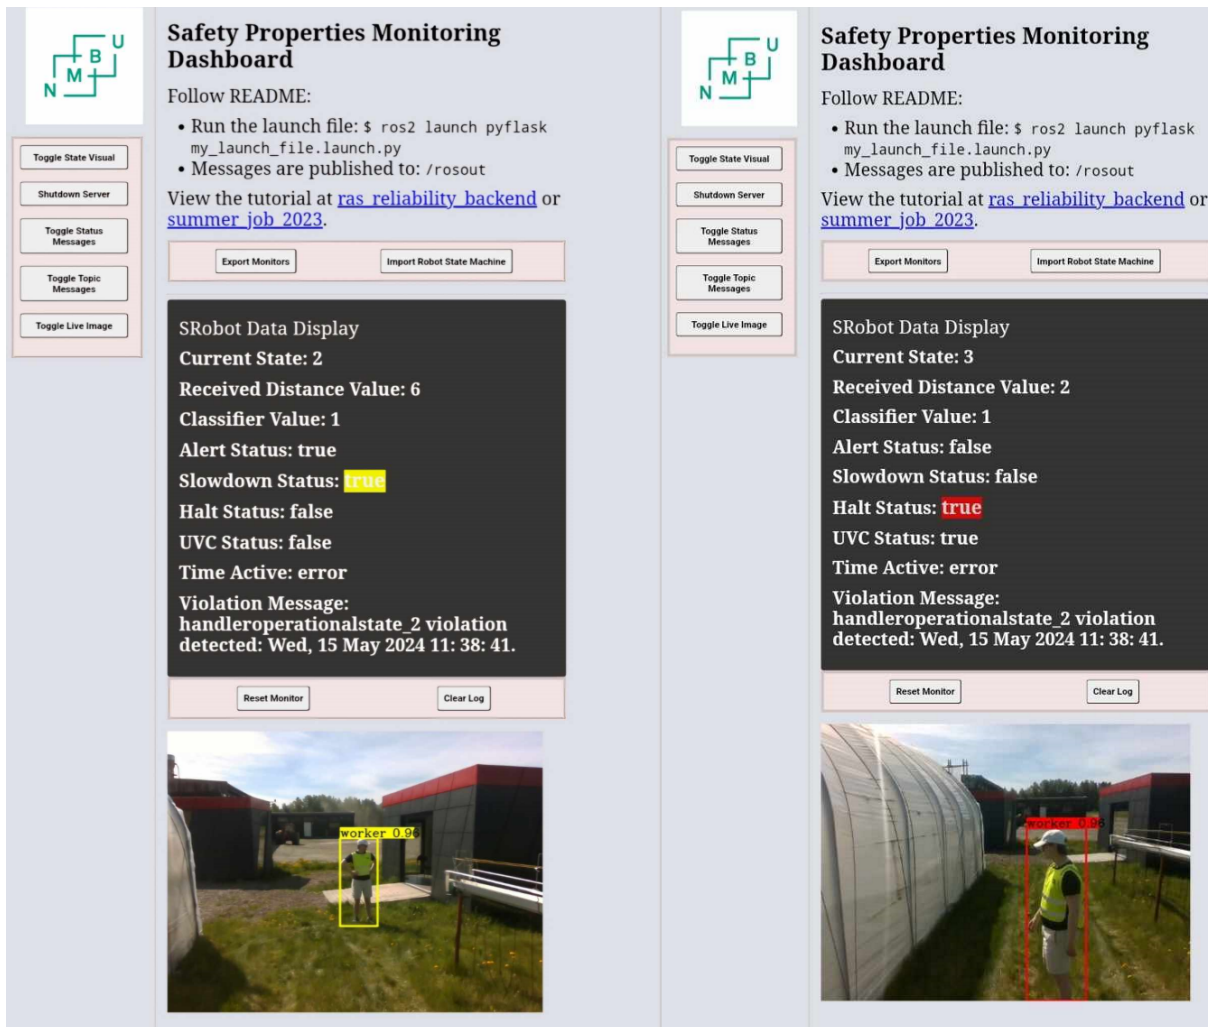 N M B U
Safety Properties Monitoring
Dashboard
Follow README:
• Run the launch file: $ ros2 launch pyflask
my_launch_file.launch.py
• Messages are published to: /rosout
View the tutorial at ras_reliability_backend or
summer_job_2023.
Toggle State Visual
Shutdown Server
Toggle Status
Messages
Toggle Topic
Messages
Toggle Live Image
Export Monitors
Import Robot State Machine
SRobot Data Display
Current State: 2
Received Distance Value: 6
Classifier Value: 1
Alert Status: true
Slowdown Status: true
Halt Status: false
UVC Status: false
Time Active: error
Violation Message:
handleroperationalstate_2 violation
detected: Wed, 15 May 2024 11: 38: 41.
Reset Monitor
Clear Log
worker 0.96
N M B U
Safety Properties Monitoring
Dashboard
Follow README:
• Run the launch file: $ ros2 launch pyflask
my_launch_file.launch.py
• Messages are published to: /rosout
View the tutorial at ras_reliability_backend or
summer_job_2023.
Toggle State Visual
Shutdown Server
Toggle Status
Messages
Toggle Topic
Messages
Toggle Live Image
Export Monitors
Import Robot State Machine
SRobot Data Display
Current State: 3
Received Distance Value: 2
Classifier Value: 1
Alert Status: false
Slowdown Status: false
Halt Status: true
UVC Status: true
Time Active: error
Violation Message:
handleroperationalstate_2 violation
detected: Wed, 15 May 2024 11: 38: 41.
Reset Monitor
Clear Log
worker 0.98